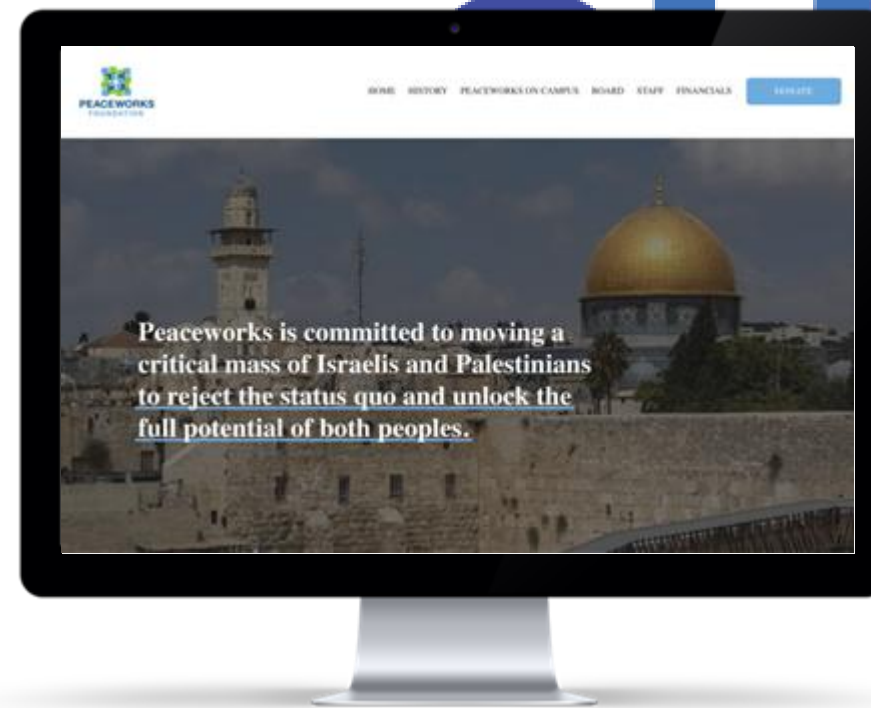 PEACEWORKS
FOUNDATION
HOME HISTORY PEACEWORKS ON CAMPUS BOARD STAFF FINANCIALS DONATE
Peaceworks is committed to moving a
critical mass of Israelis and Palestinians
to reject the status quo and unlock the
full potential of both peoples.